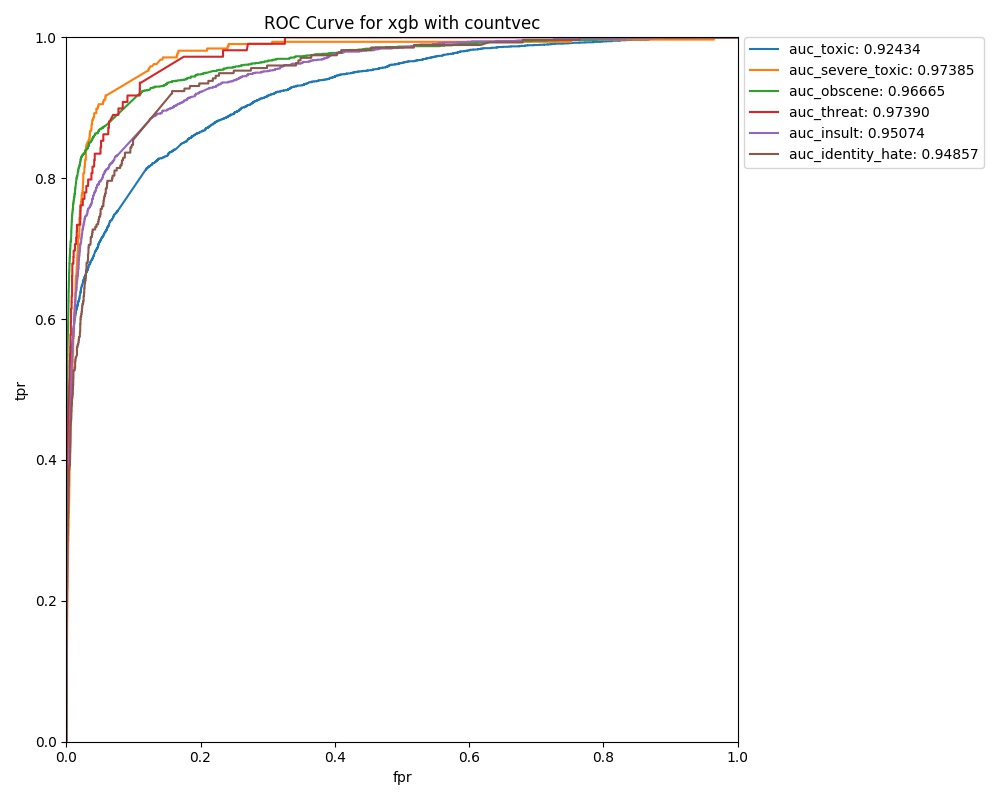 ROC Curve for xgb with countvec
auc_toxic: 0.92434
auc_severe_toxic: 0.97385
auc_obscene: 0.96665
auc_threat: 0.97390
auc_insult: 0.95074
auc_identity_hate: 0.94857
1.0
0.8
0.6
0.4
0.2
0.0
tpr
0.0 0.2 0.4 0.6 0.8 1.0
fpr